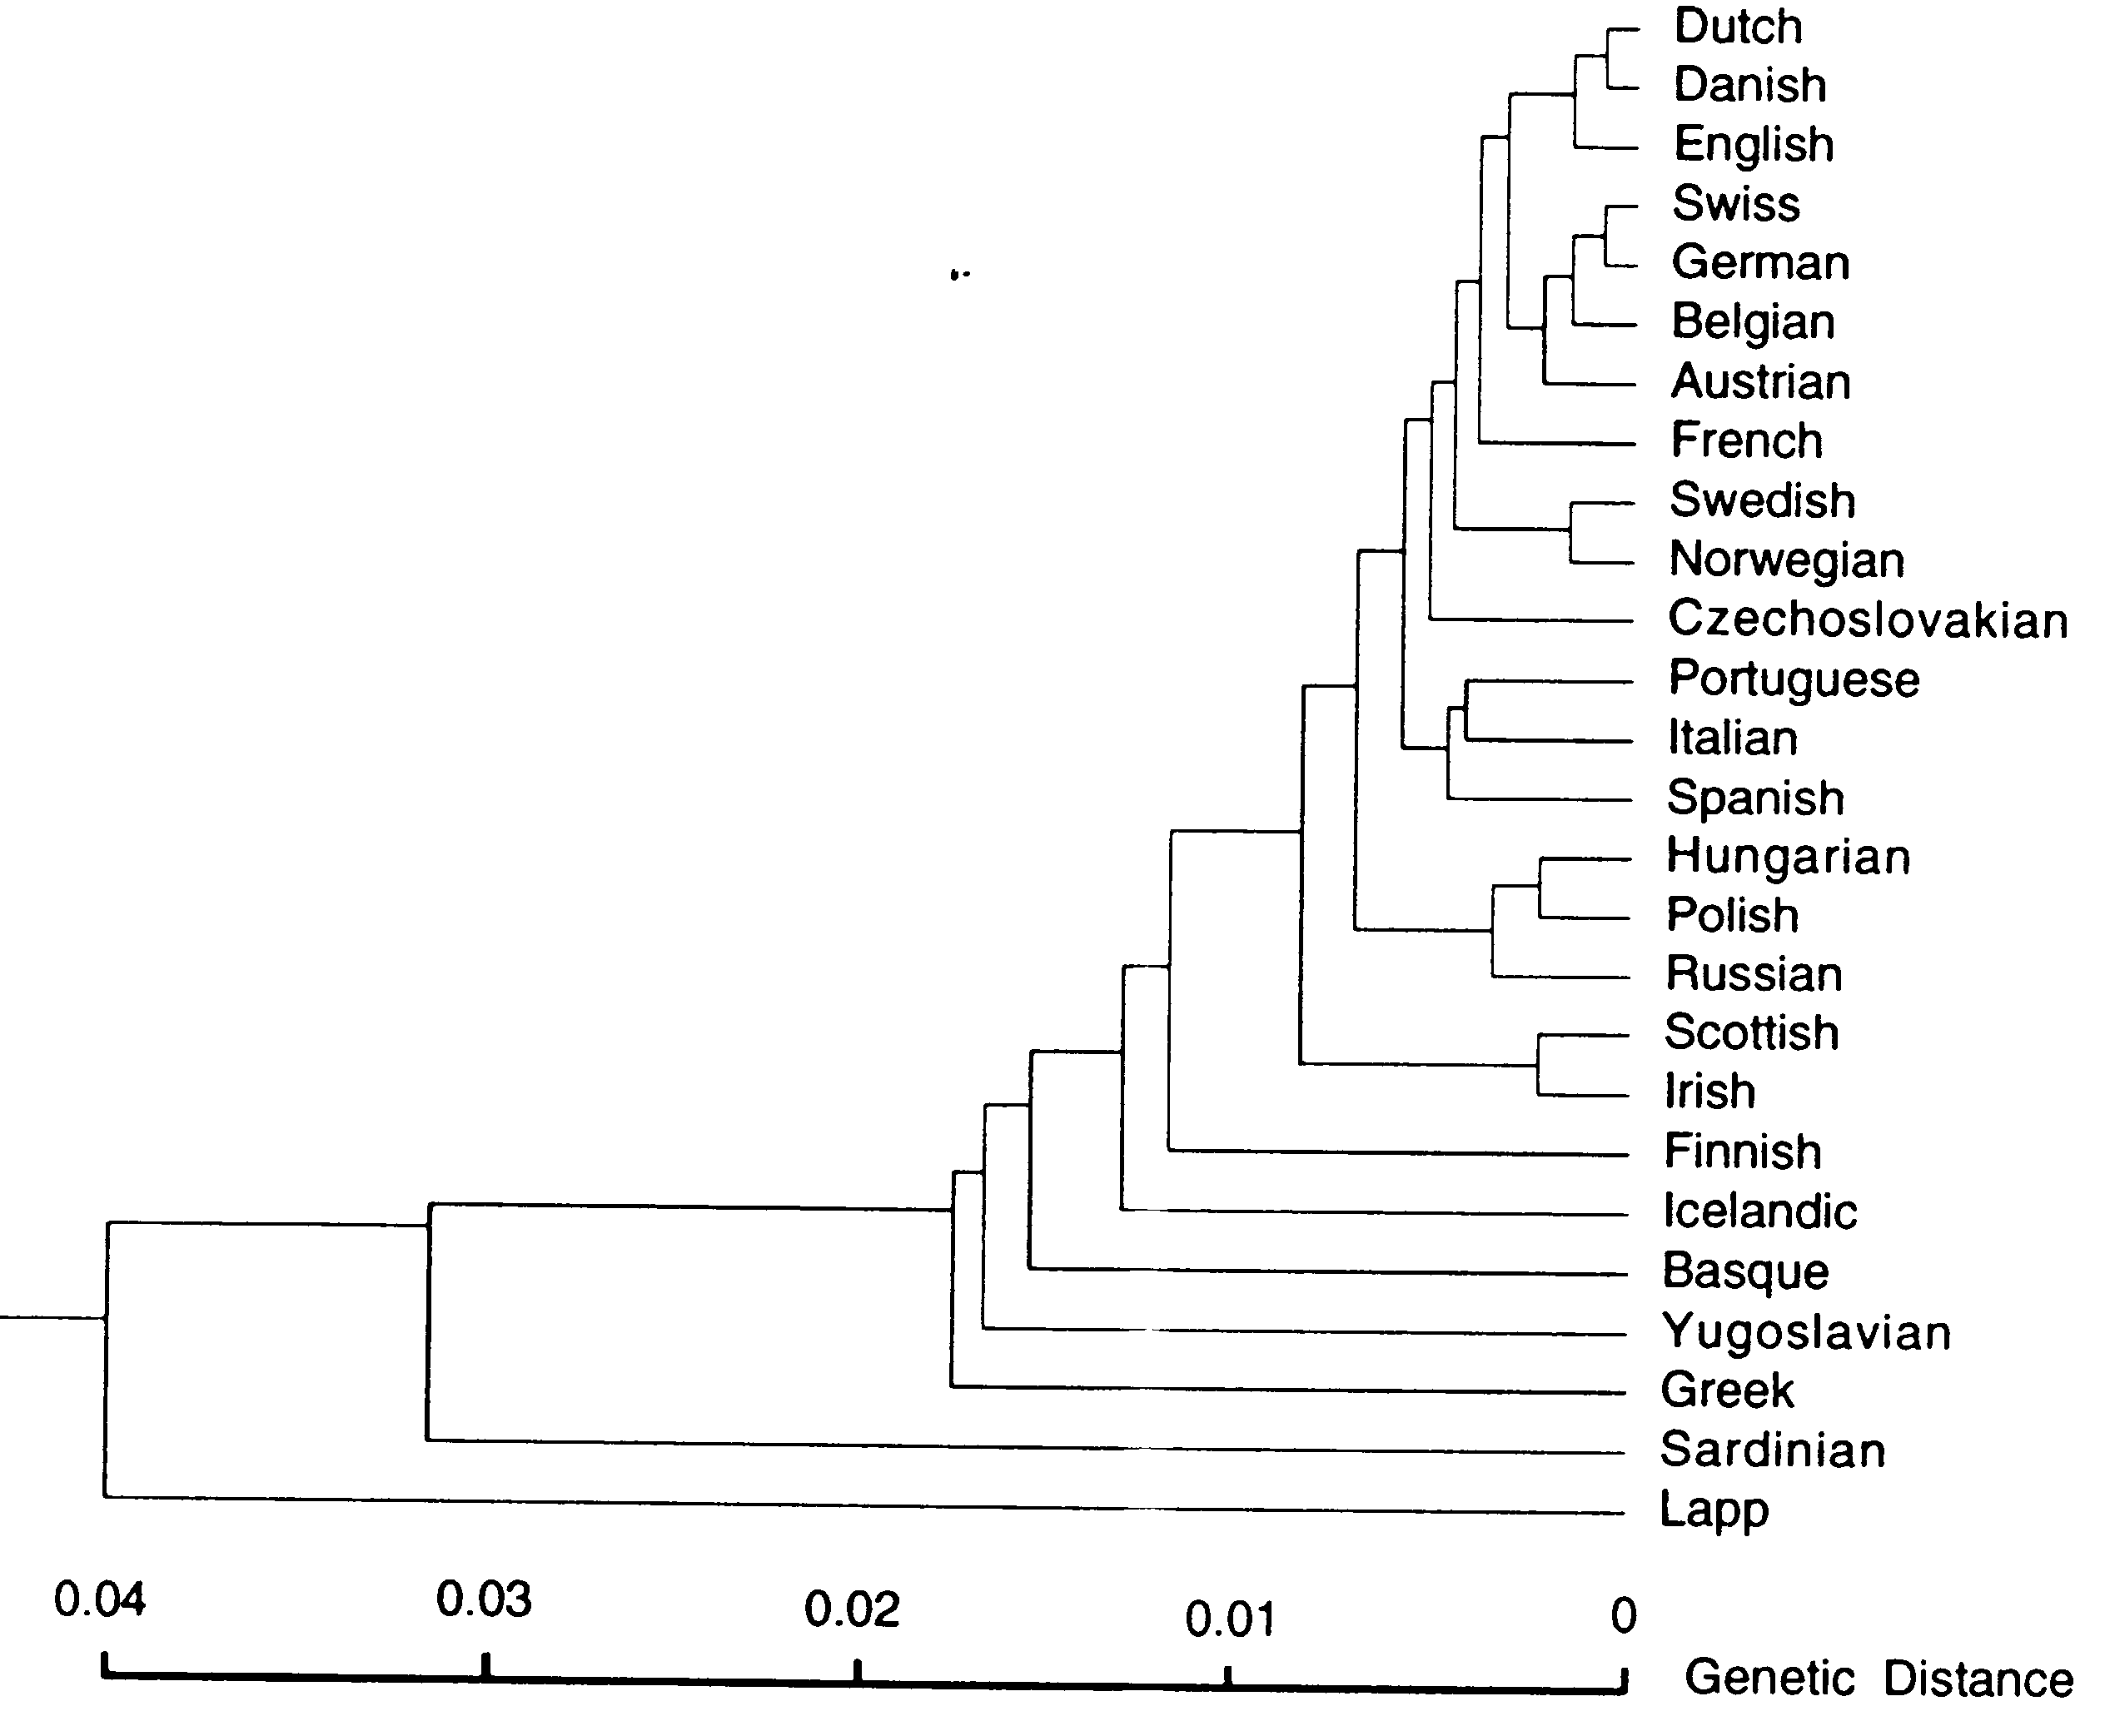 Dutch
Danish
English
Swiss
German
Belgian
Austrian
French
Swedish
Norwegian
Czechoslovakian
Portuguese
Italian
Spanish
Hungarian
Polish
Russian
Scottish
Irish
Finnish
Icelandic
Basque
Yugoslavian
Greek
Sardinian
Lapp
0.04 0.03 0.02 0.01 0
Genetic Distance